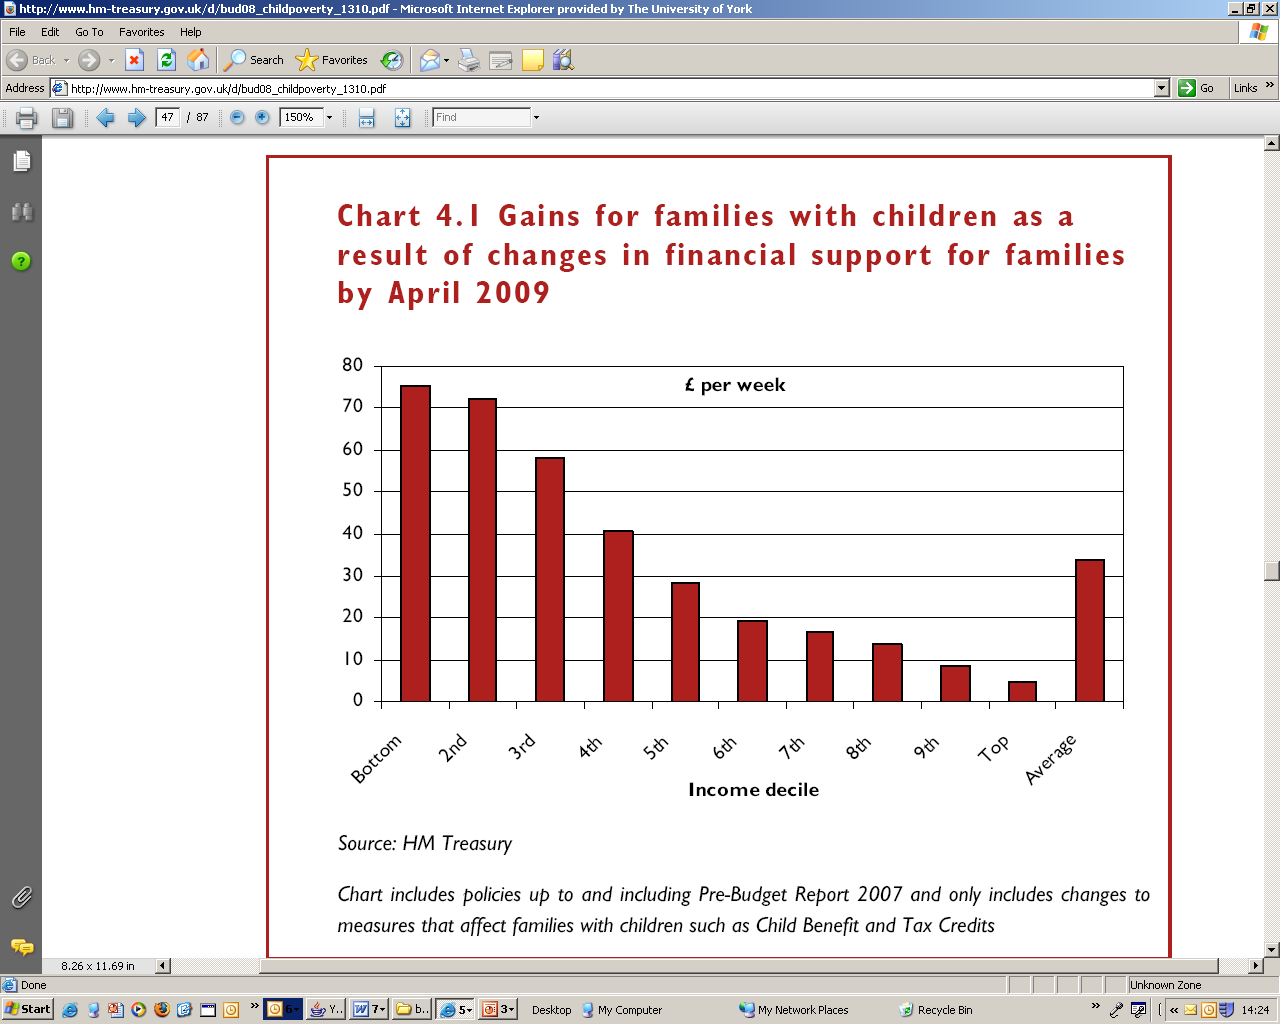 http://www.hm-treasury.gov.uk/d/bud08_childpoverty_1310.pdf - Microsoft Internet Explorer provided by The University of York
File Edit Go To Favorites Help
Back Search Favorites
Address http://www.hm-treasury.gov.uk/d/bud08_childpoverty_1310.pdf Go Links »
47 / 87 150% Find
Chart 4.1 Gains for families with children as a
result of changes in financial support for families
by April 2009
£ per week
80
70
60
50
40
30
20
10
0
Bottom 2nd 3rd 4th 5th 6th 7th 8th 9th Top Average
Income decile
Source: HM Treasury
Chart includes policies up to and including Pre-Budget Report 2007 and only includes changes to
measures that affect families with children such as Child Benefit and Tax Credits
8.26 x 11.69 in
Done Unknown Zone
Start » 6 Y.. 7 b.. 5 3 Desktop My Computer My Network Places Recycle Bin » « 14:24